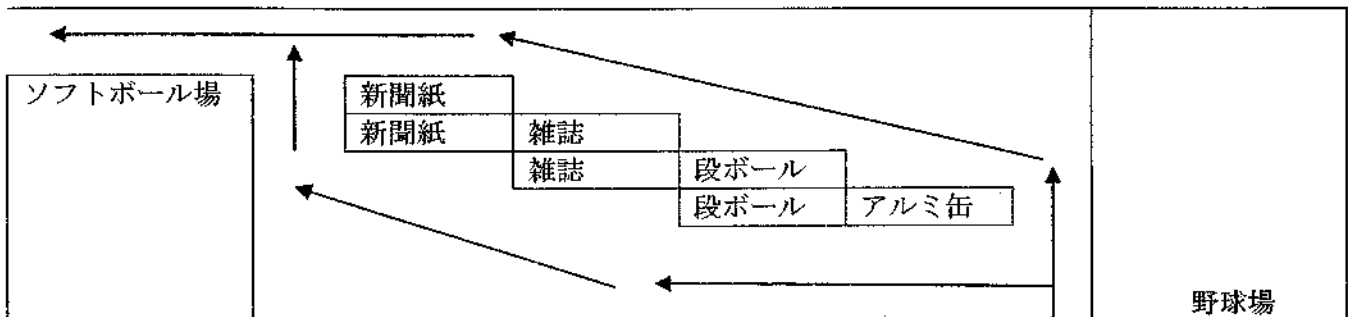 ソフトボール場
新聞紙
新聞紙 雑誌
雑誌 段ボール
段ボール アルミ缶
野球場